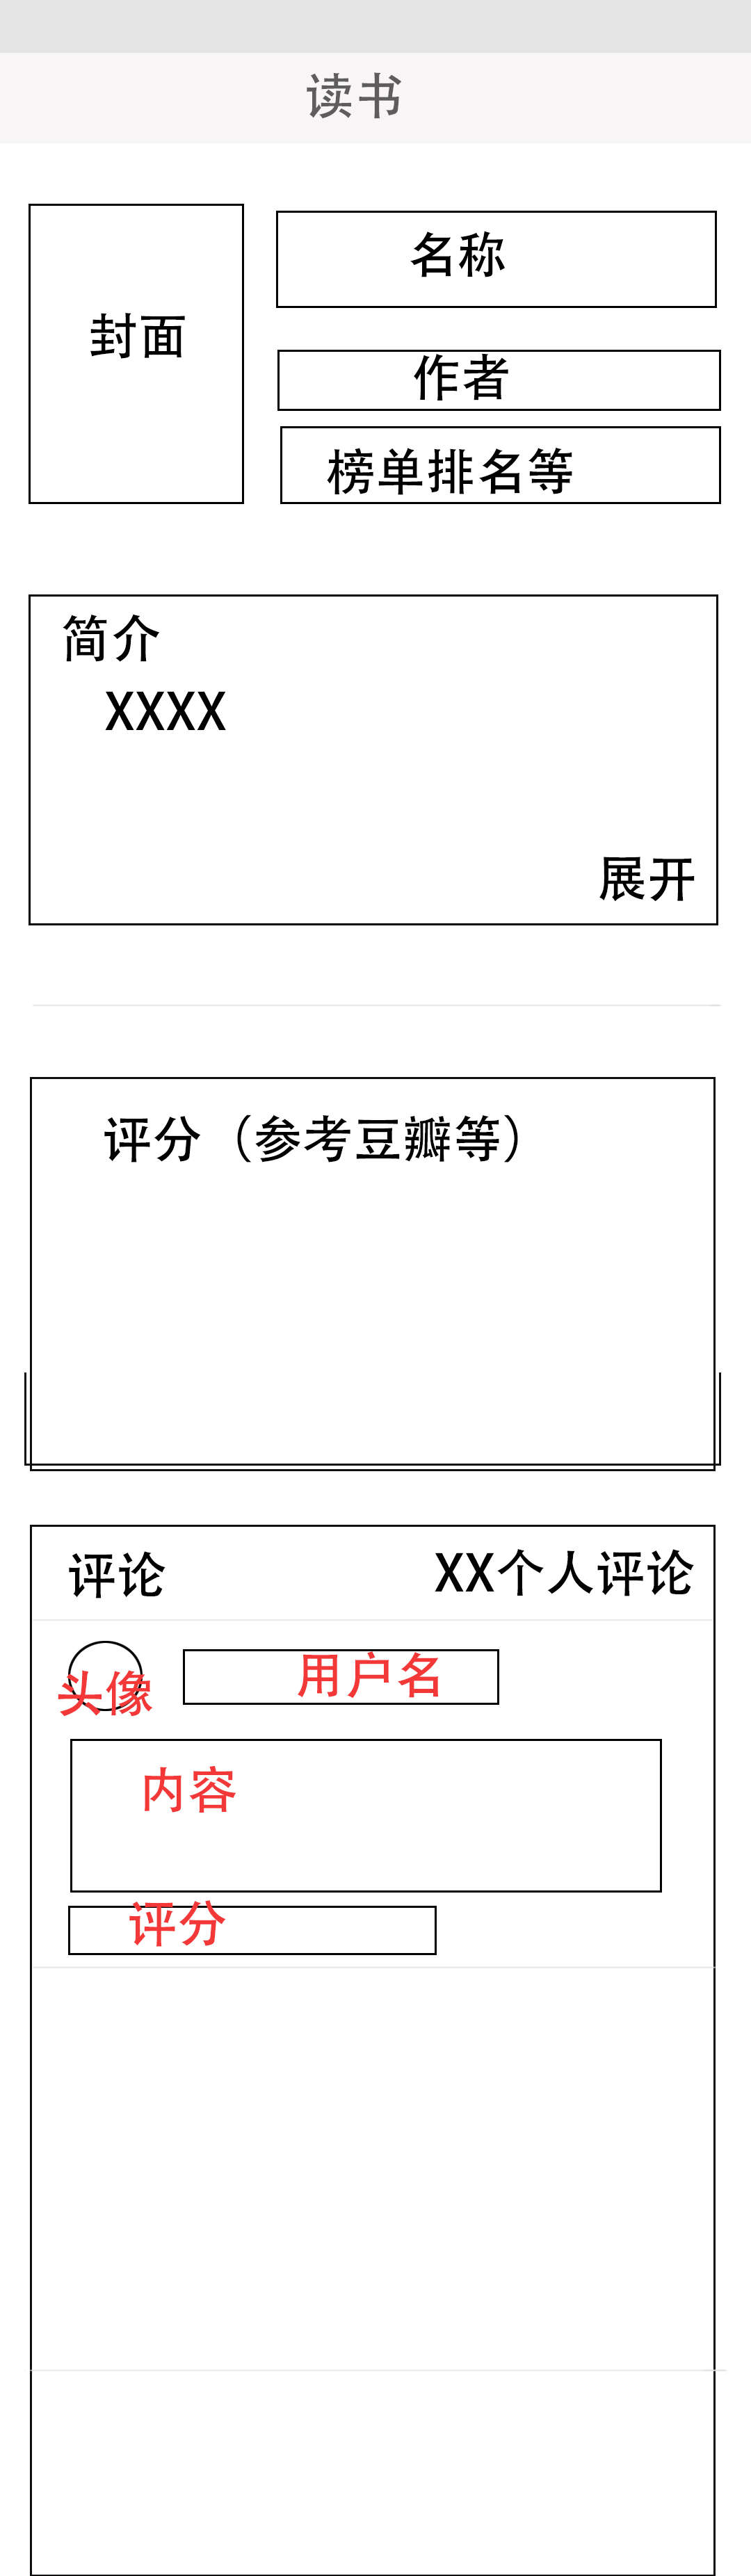 读书
封面
名称
作者
榜单排名等
简介
XXXX
展开
评分（参考豆瓣等）
评论
XX个人评论
头像
用户名
内容
评分